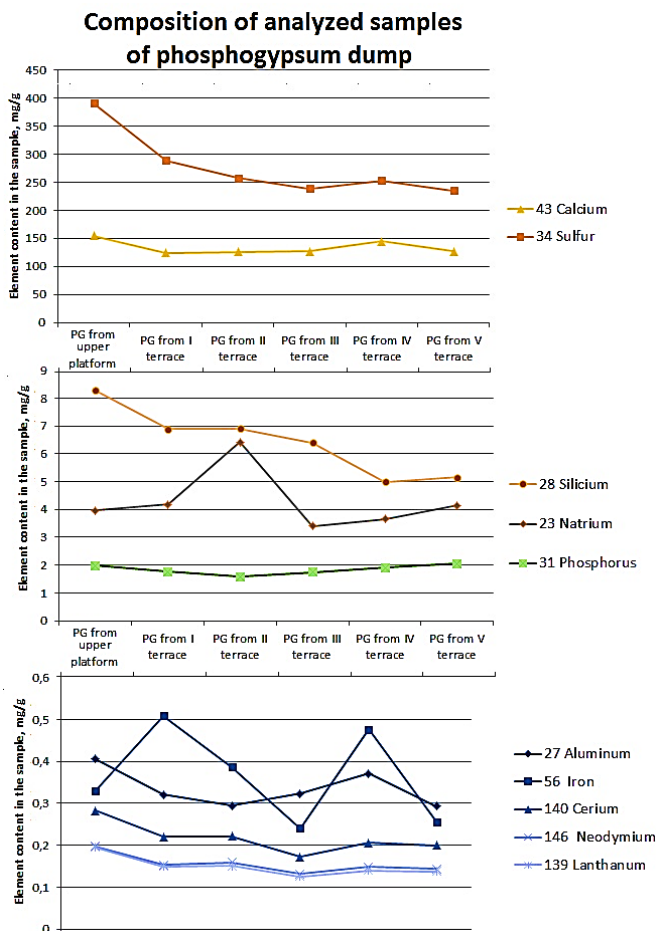 Composition of analyzed samples
of phosphogypsum dump
Element content in the sample, mg/g
450
400
350
300
250
200
150
100
50
0
43 Calcium
34 Sulfur
PG from upper platform
PG from I terrace
PG from II terrace
PG from III terrace
PG from IV terrace
PG from V terrace
Element content in the sample, mg/g
9
8
7
6
5
4
3
2
1
0
28 Silicium
23 Natrium
31 Phosphorus
PG from upper platform
PG from I terrace
PG from II terrace
PG from III terrace
PG from IV terrace
PG from V terrace
Element content in the sample, mg/g
0,6
0,5
0,4
0,3
0,2
0,1
0
27 Aluminum
56 Iron
140 Cerium
146 Neodymium
139 Lanthanum